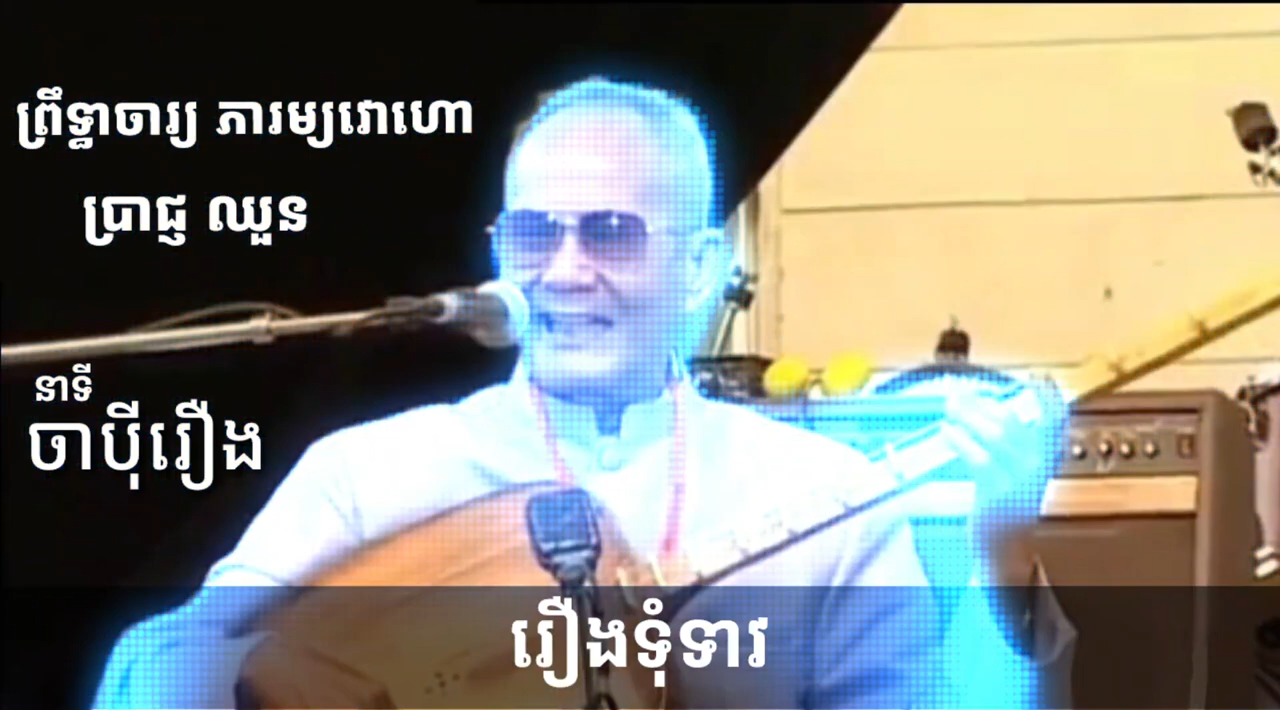 ព្រឹទ្ធាចារ្យ ភារម្យវោហោ
ប្រាជ្ញ ឈួន
នាទី
ចាប៉ីរឿង
រឿងទុំទាវ